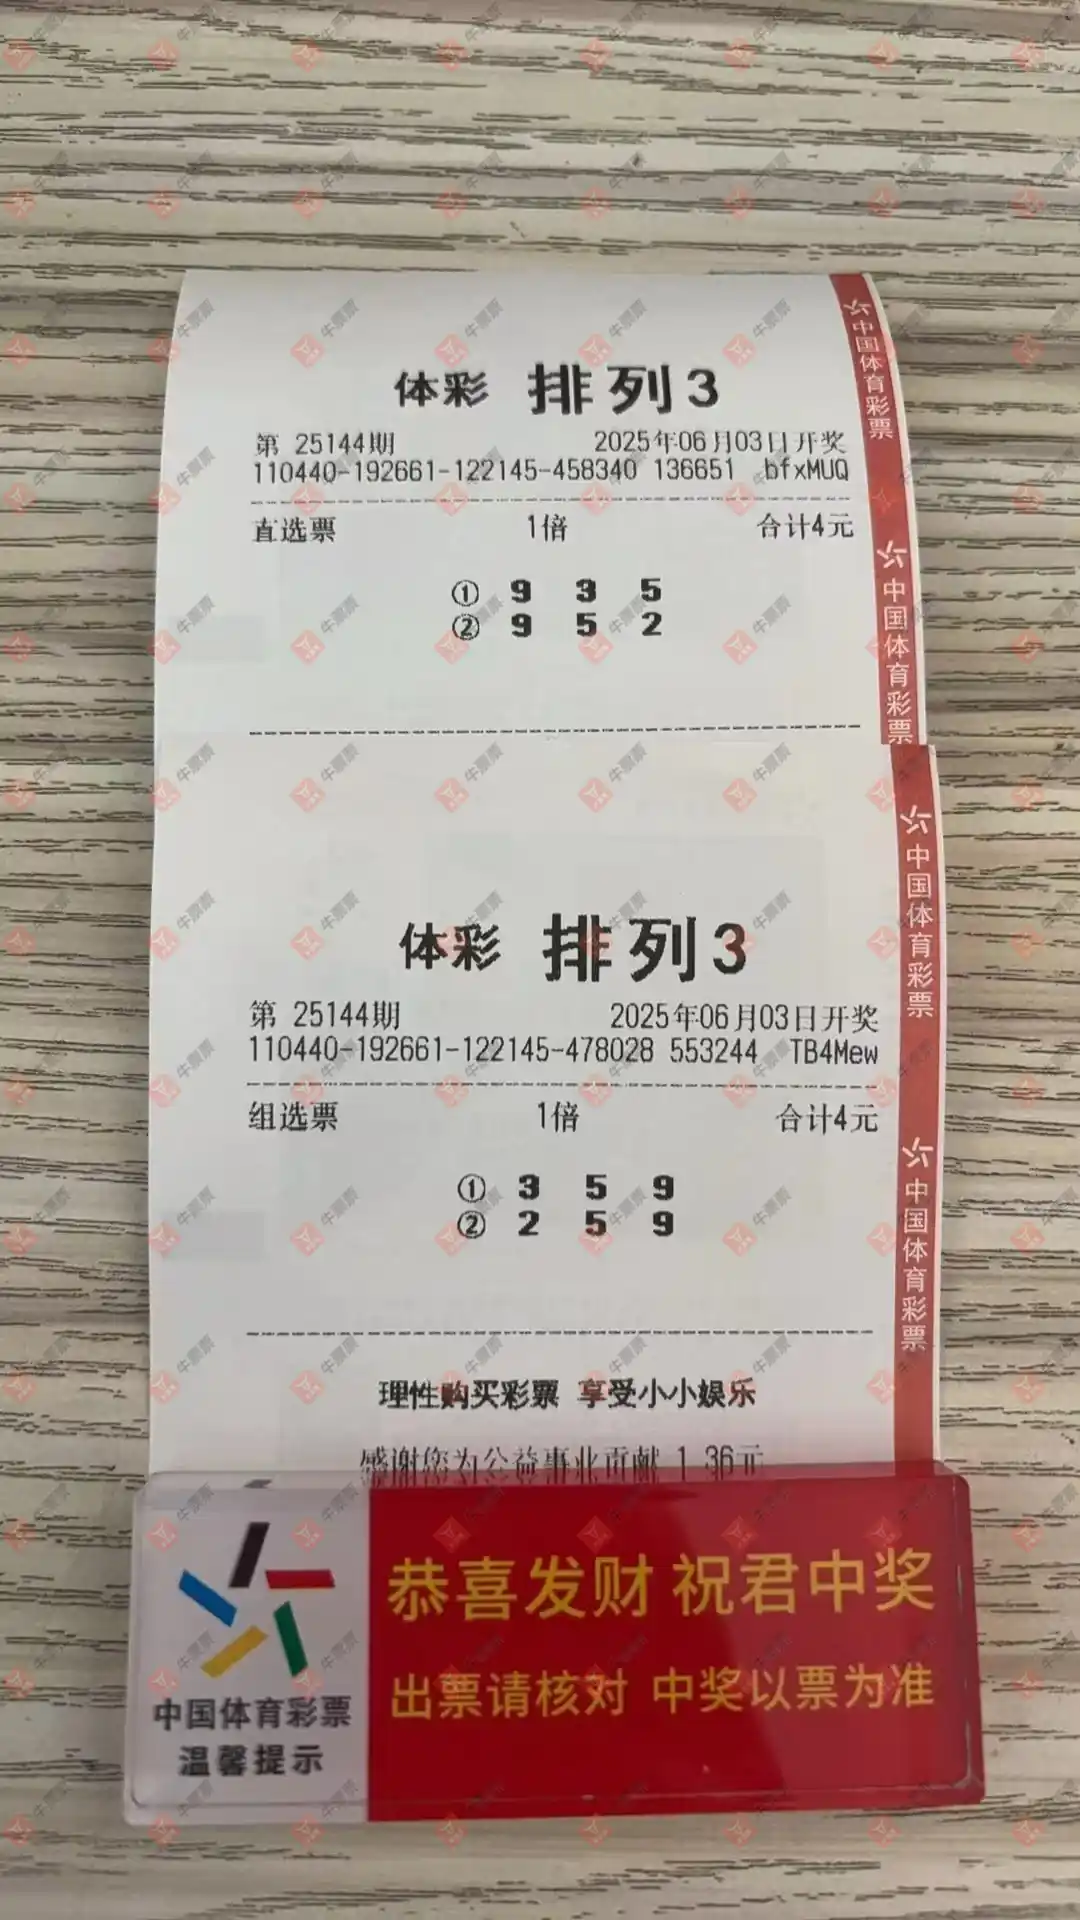 体彩 排列3
第 25144期 2025年06月03日开奖
110440-192661-122145-458340 136651 bfxMUQ
直选票 1倍 合计4元
① 9 3 5
② 9 5 2
体彩 排列3
第 25144期 2025年06月03日开奖
110440-192661-122145-478028 553244 TB4Mew
组选票 1倍 合计4元
① 3 5 9
② 2 5 9
理性购买彩票 享受小小娱乐
感谢您为公益事业贡献 1.36元
中国体育彩票
中国体育彩票
中国体育彩票
中国体育彩票
恭喜发财 祝君中奖
出票请核对 中奖以票为准
中国体育彩票
温馨提示
牛票票